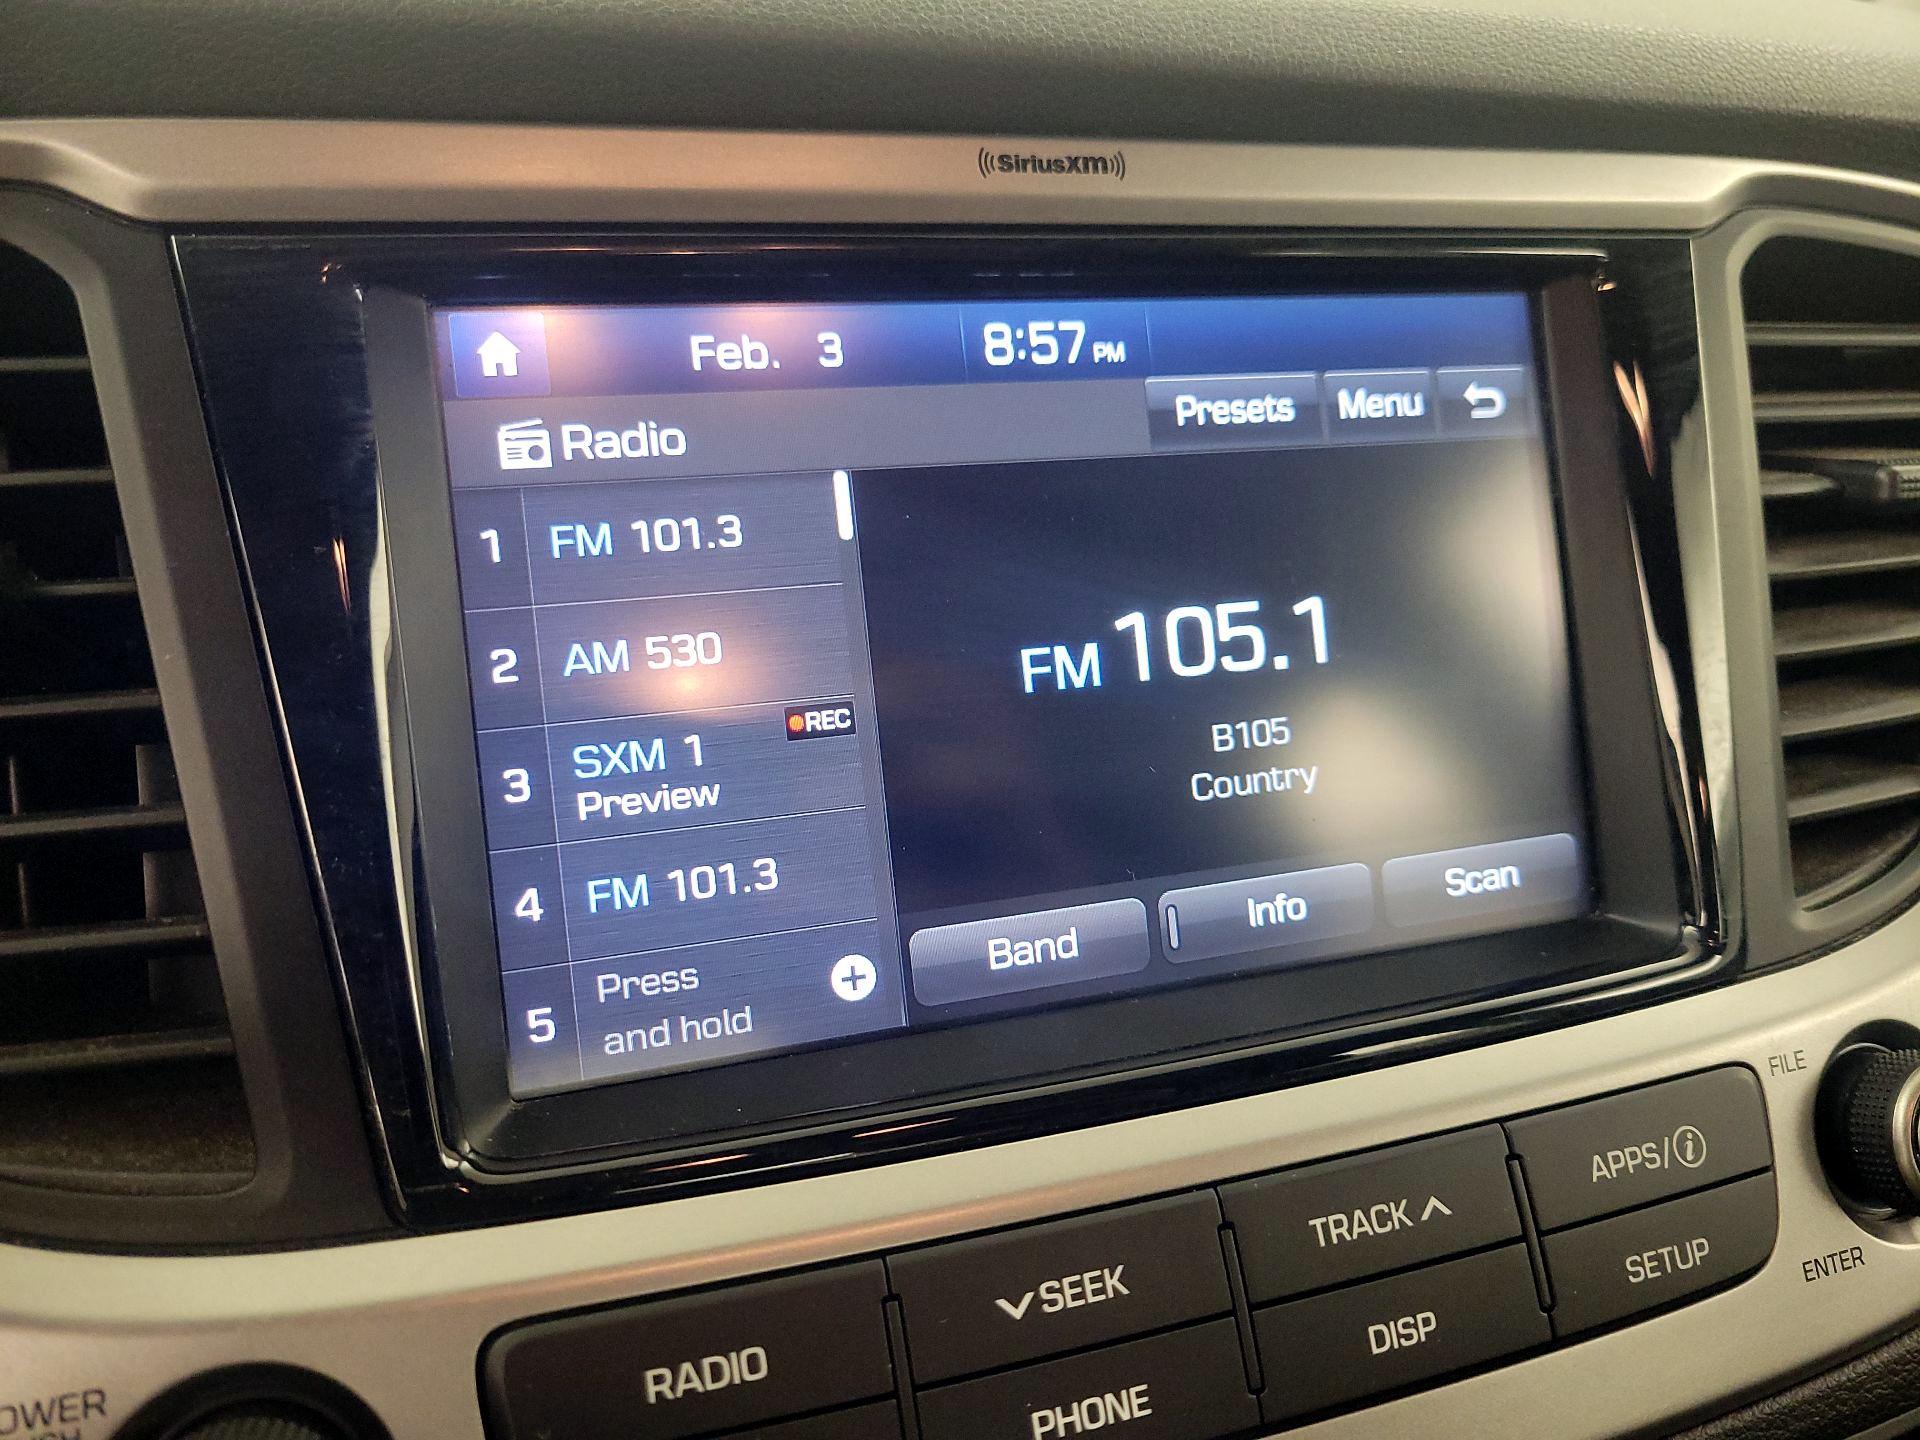 SiriusXM
Feb. 3 8:57 PM
Presets Menu
Radio
1 FM 101.3
2 AM 530
REC
3 SXM 1
Preview
4 FM 101.3
5 Press
and hold
FM 105.1
B105
Country
Band Info Scan
FILE
RADIO SEEK TRACK APPS/i
PHONE DISP SETUP ENTER